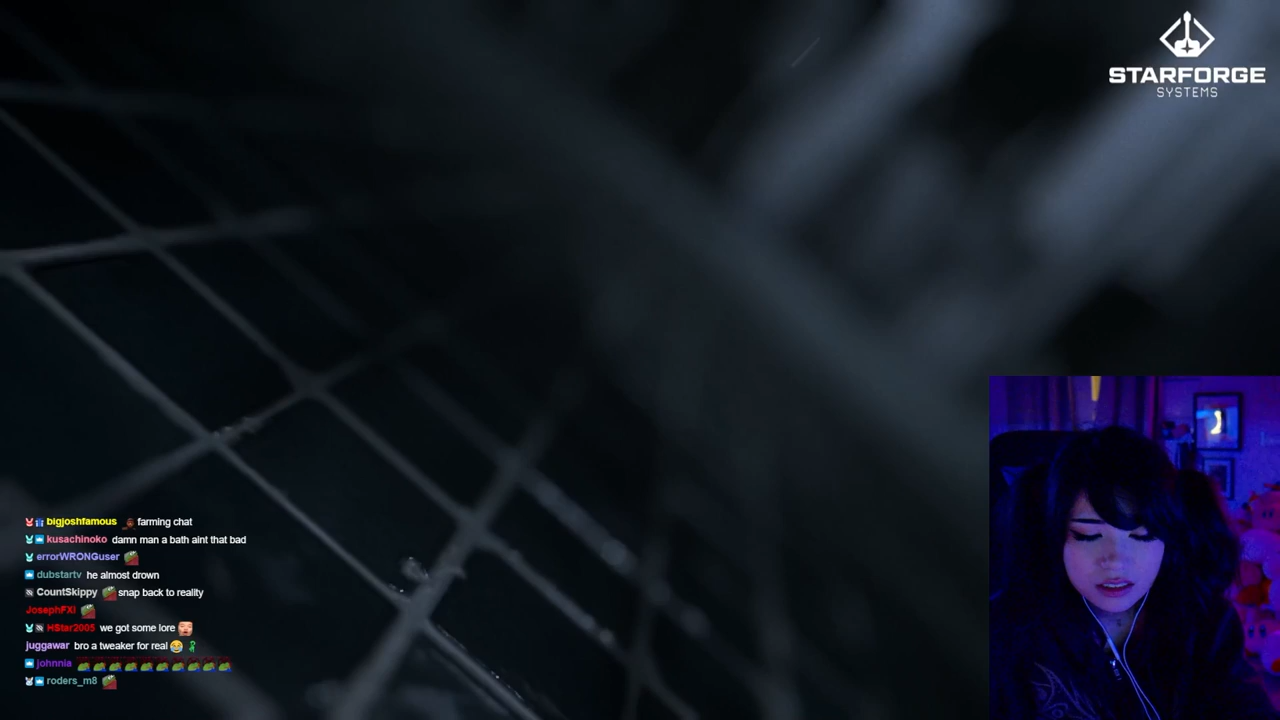 STARFORGE
SYSTEMS
bigjoshfamous farming chat
kusachinoko damn man a bath aint that bad
errorWRONGuser
dubstartv he almost drown
CountSkippy snap back to reality
JosephFXI
HStar2005 we got some lore
juggawar bro a tweaker for real
johnnia
roders_m8